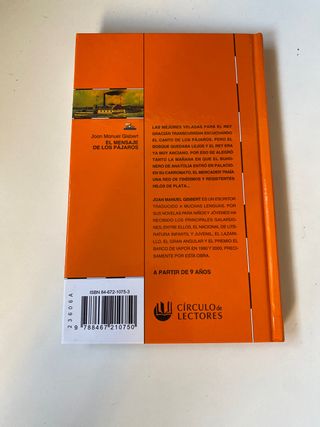 Joan Manuel Gisbert
EL MENSAJE
DE LOS PÁJAROS
LAS MEJORES VELADAS PARA EL REY
GRACIÁN TRANSCURRÍAN ESCUCHANDO
EL CANTO DE LOS PÁJAROS. PERO EL
BOSQUE QUEDABA LEJOS Y EL REY ERA
YA MUY ANCIANO. POR ESO SE ALEGRÓ
TANTO LA MAÑANA EN QUE EL BUHO-
NERO DE ANATOLIA ENTRÓ EN PALACIO.
EN SU CARROMATO, EL MERCADER TRAÍA
UNA RED DE FINÍSIMOS Y RESISTENTES
HILOS DE PLATA...
JOAN MANUEL GISBERT ES UN ESCRITOR
TRADUCIDO A MUCHAS LENGUAS. POR
SUS NOVELAS PARA NIÑOS Y JÓVENES HA
RECIBIDO LOS PRINCIPALES GALARDO-
NES, ENTRE ELLOS, EL NACIONAL DE LITE-
RATURA INFANTIL Y JUVENIL, EL LAZARI-
LLO, EL GRAN ANGULAR Y EL PREMIO EL
BARCO DE VAPOR EN 1990 Y 2000, PRECI-
SAMENTE POR ESTA OBRA.
A PARTIR DE 9 AÑOS
CÍRCULO de
LECTORES
ISBN 84-672-1075-3
9 788467 210750
23606A